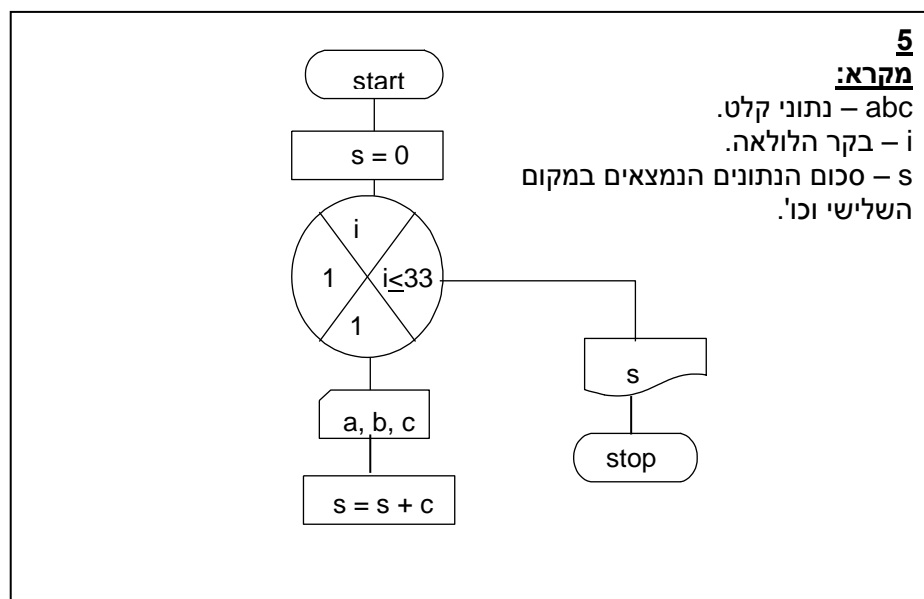 5
מקרא:
abc – נתוני קלט.
i – בקר הלולאה.
s – סכום הנתונים הנמצאים במקום
השלישי וכו'.
start
s = 0
i
1
i≤33
1
a, b, c
s = s + c
s
stop